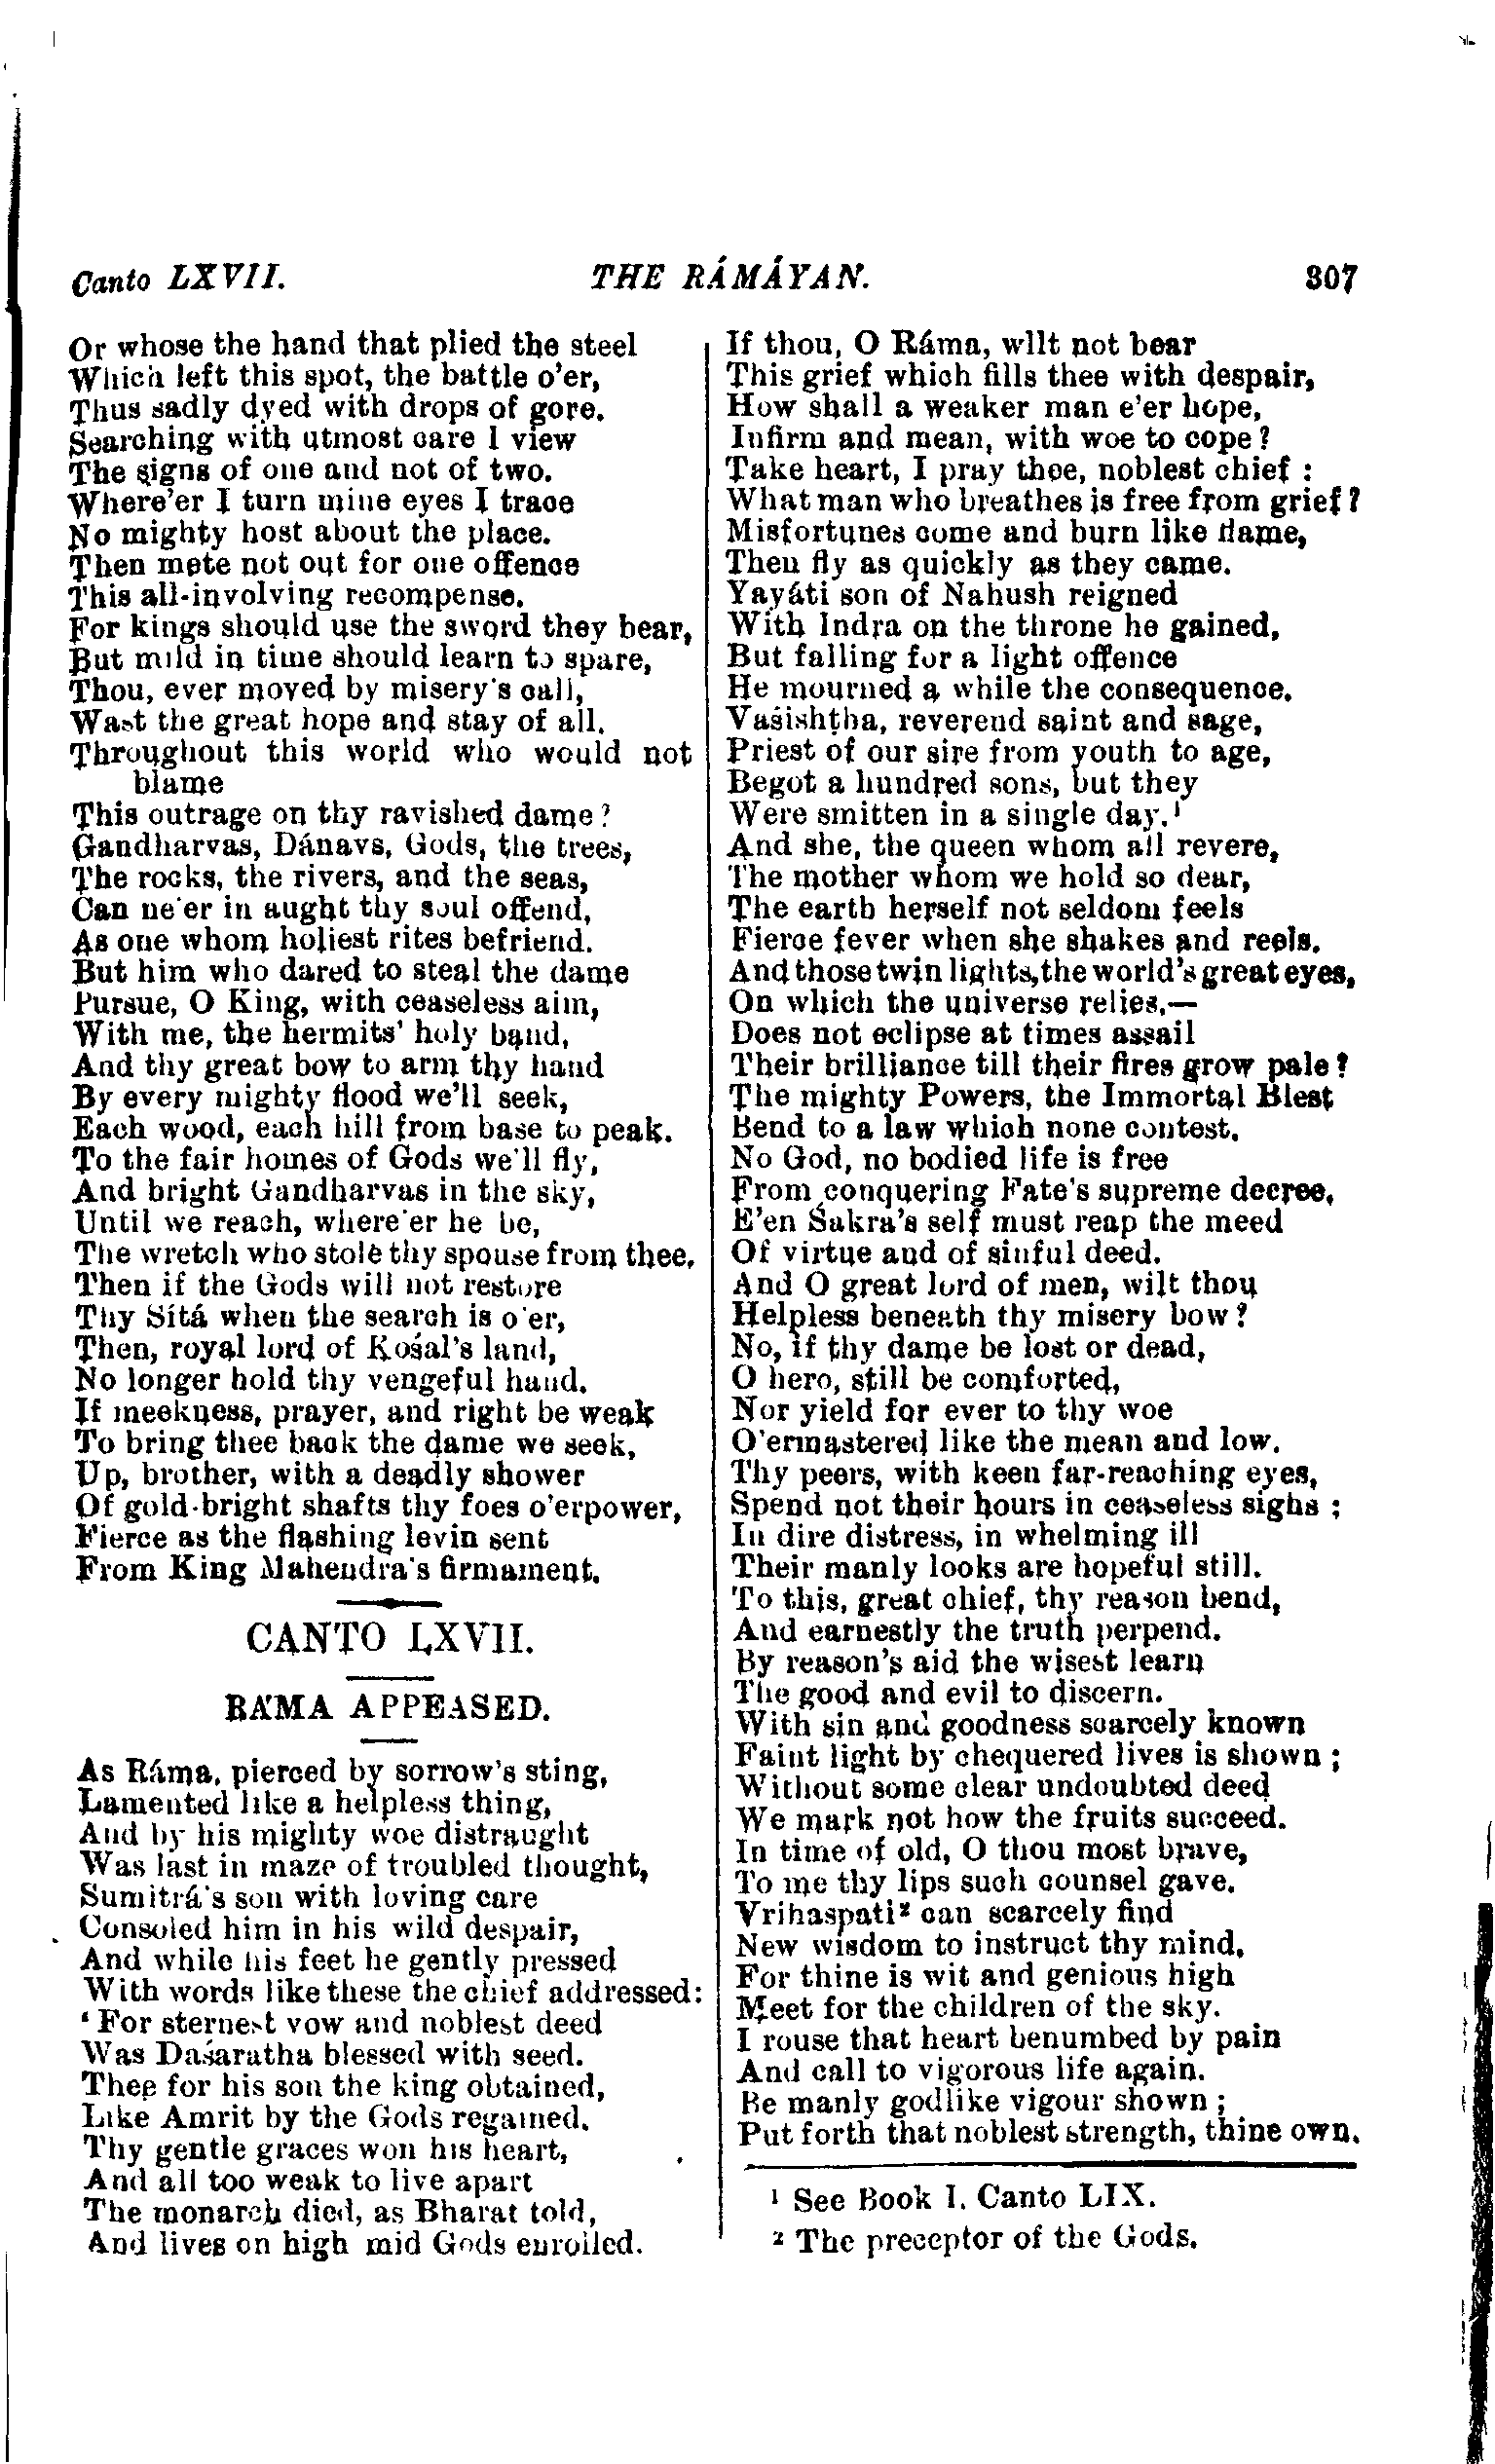 Canto LXVII. THE RÁMÁYAN. 307
Or whose the hand that plied the steel
Which left this spot, the battle o'er,
Thus sadly dyed with drops of gore.
Searching with utmost care I view
The signs of one and not of two.
Where'er I turn mine eyes I trace
No mighty host about the place.
Then mete not out for one offence
This all-involving recompense.
For kings should use the sword they bear,
But mild in time should learn to spare,
Thou, ever moved by misery's call,
Wast the great hope and stay of all.
Throughout this world who would not
blame
This outrage on thy ravished dame?
Gandharvas, Dánavs, Gods, the trees,
The rocks, the rivers, and the seas,
Can ne'er in aught thy soul offend,
As one whom holiest rites befriend.
But him who dared to steal the dame
Pursue, O King, with ceaseless aim,
With me, the hermits' holy band,
And thy great bow to arm thy hand
By every mighty flood we'll seek,
Each wood, each hill from base to peak.
To the fair homes of Gods we'll fly,
And bright Gandharvas in the sky,
Until we reach, where'er he be,
The wretch who stole thy spouse from thee.
Then if the Gods will not restore
Thy Sítá when the search is o'er,
Then, royal lord of Kośal's land,
No longer hold thy vengeful hand.
If meekness, prayer, and right be weak
To bring thee back the dame we seek,
Up, brother, with a deadly shower
Of gold-bright shafts thy foes o'erpower,
Fierce as the flashing levin sent
From King Mahendra's firmament.
CANTO LXVII.
RÁMA APPEASED.
As Ráma, pierced by sorrow's sting,
Lamented like a helpless thing,
And by his mighty woe distraught
Was last in maze of troubled thought,
Sumitrá's son with loving care
Consoled him in his wild despair,
And while his feet he gently pressed
With words like these the chief addressed:
'For sternest vow and noblest deed
Was Daśaratha blessed with seed.
Thee for his son the king obtained,
Like Amrit by the Gods regained.
Thy gentle graces won his heart,
And all too weak to live apart
The monarch died, as Bharat told,
And lives on high mid Gods enrolled.
If thou, O Ráma, wilt not bear
This grief which fills thee with despair,
How shall a weaker man e'er hope,
Infirm and mean, with woe to cope?
Take heart, I pray thee, noblest chief :
What man who breathes is free from grief?
Misfortunes come and burn like flame,
Then fly as quickly as they came.
Yayáti son of Nahush reigned
With Indra on the throne he gained,
But falling for a light offence
He mourned a while the consequence.
Vaśishṭha, reverend saint and sage,
Priest of our sire from youth to age,
Begot a hundred sons, but they
Were smitten in a single day.¹
And she, the queen whom all revere,
The mother whom we hold so dear,
The earth herself not seldom feels
Fierce fever when she shakes and reels.
And those twin lights, the world's great eyes,
On which the universe relies,—
Does not eclipse at times assail
Their brilliance till their fires grow pale?
The mighty Powers, the Immortal Blest
Bend to a law which none contest.
No God, no bodied life is free
From conquering Fate's supreme decree.
E'en Śakra's self must reap the meed
Of virtue and of sinful deed.
And O great lord of men, wilt thou
Helpless beneath thy misery bow?
No, if thy dame be lost or dead,
O hero, still be comforted,
Nor yield for ever to thy woe
O'ermastered like the mean and low.
Thy peers, with keen far-reaching eyes,
Spend not their hours in ceaseless sighs ;
In dire distress, in whelming ill
Their manly looks are hopeful still.
To this, great chief, thy reason bend,
And earnestly the truth perpend.
By reason's aid the wisest learn
The good and evil to discern.
With sin and goodness scarcely known
Faint light by chequered lives is shown ;
Without some clear undoubted deed
We mark not how the fruits succeed.
In time of old, O thou most brave,
To me thy lips such counsel gave.
Vrihaspati² can scarcely find
New wisdom to instruct thy mind,
For thine is wit and genious high
Meet for the children of the sky.
I rouse that heart benumbed by pain
And call to vigorous life again.
Be manly godlike vigour shown ;
Put forth that noblest strength, thine own.
¹ See Book I. Canto LIX.
² The preceptor of the Gods.